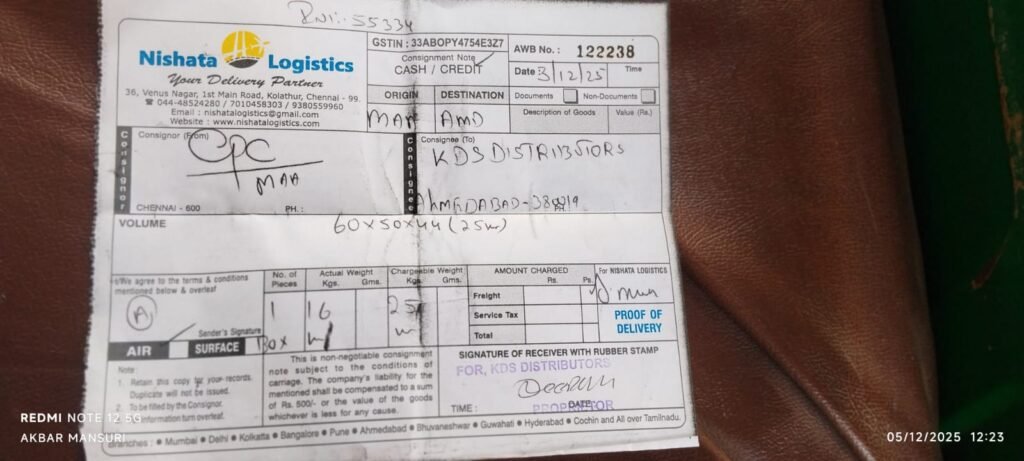 55334
Nishata Logistics
Your Delivery Partner
36, Venus Nagar, 1st Main Road, Kolathur, Chennai - 99.
☎ 044-48524280 / 7010458303 / 9380559960
Email : nishatalogistics@gmail.com
Website : www.nishatalogistics.com
GSTIN : 33ABOPY4754E3Z7
Consignment Note
CASH / CREDIT
AWB No. : 122238
Date 3/12/25 Time
ORIGIN DESTINATION
MAA AMD
Documents Non-Documents
Description of Goods Value (Rs.)
Consignor
Consignor (From)
CPC
MAA
CHENNAI - 600 PH. :
Consignee
Consignee (To)
KDS DISTRIBUTORS
AHMEDABAD-380019
VOLUME
60x50x44 (25
I/We agree to the terms & conditions
mentioned below & overleaf
A
Sender's Signature
AIR SURFACE
No. of Pieces
1
BOX
Actual Weight
Kgs. Gms.
16
Chargeable Weight
Kgs. Gms.
25
AMOUNT CHARGED
Rs. Ps.
Freight
Service Tax
Total
For NISHATA LOGISTICS
PROOF OF
DELIVERY
Note :
1. Retain this copy for your records.
Duplicate will not be issued.
2. To be filled by the Consignor.
information turn overleaf.
This is non-negotiable consignment
note subject to the conditions of
carriage. The company's liability for the
mentioned shall be compensated to a sum
of Rs. 500/- or the value of the goods
whichever is less for any cause.
SIGNATURE OF RECEIVER WITH RUBBER STAMP
FOR, KDS DISTRIBUTORS
TIME : DATE
PROPRIETOR
Branches : ● Mumbai ● Delhi ● Kolkatta ● Bangalore ● Pune ● Ahmedabad ● Bhuvaneshwar ● Guwahati ● Hyderabad ● Cochin and All over Tamilnadu.
REDMI NOTE 12 5G
AKBAR MANSURI
05/12/2025 12:23